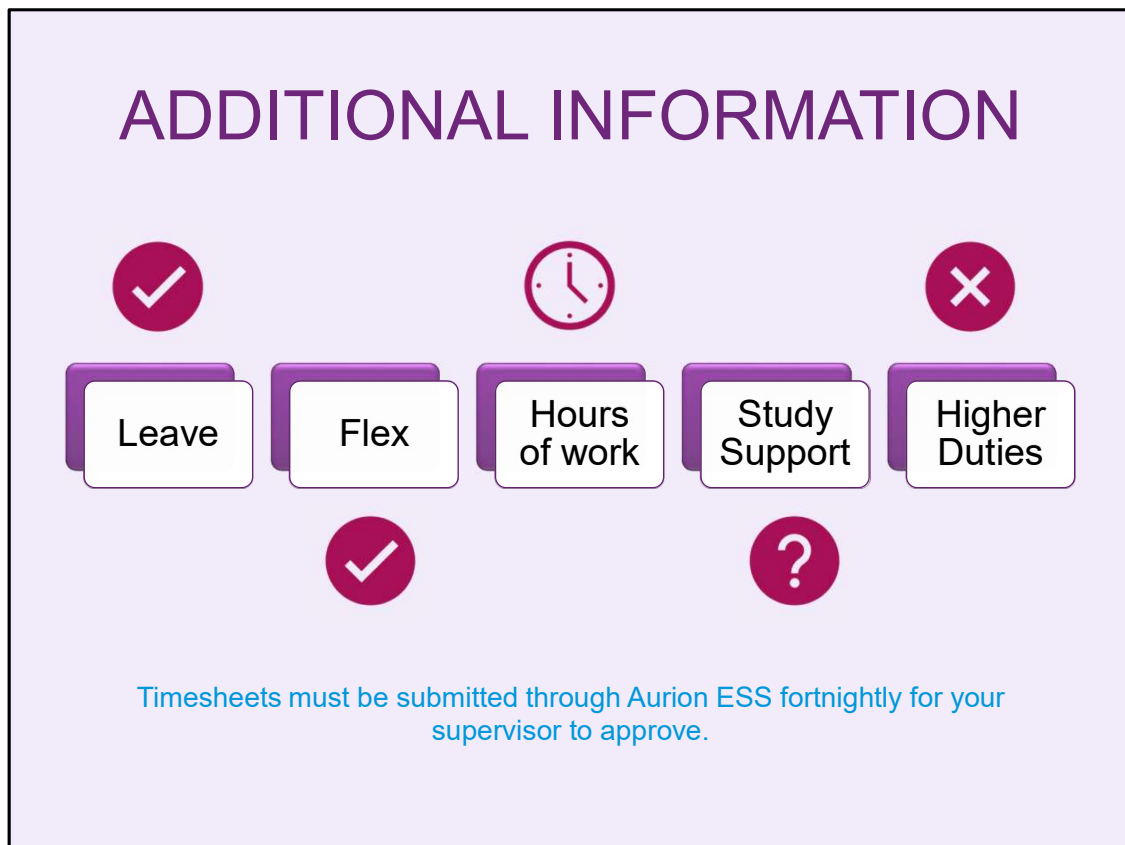 ADDITIONAL INFORMATION
Leave
Flex
Hours
of work
Study
Support
Higher
Duties
?
Timesheets must be submitted through Aurion ESS fortnightly for your
supervisor to approve.